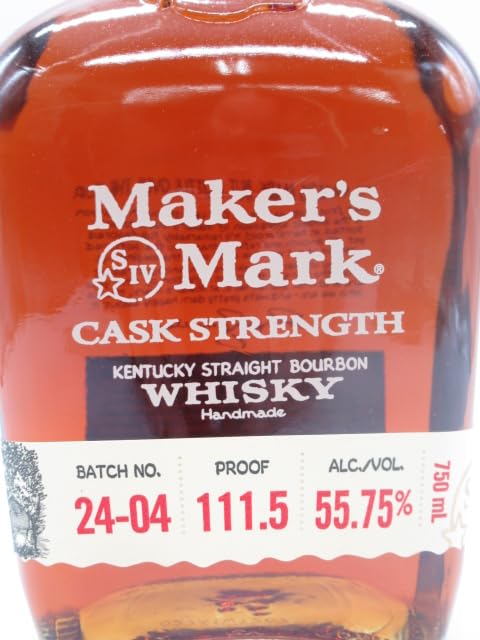 Maker's
SIV Mark®
CASK STRENGTH
KENTUCKY STRAIGHT BOURBON
WHISKY
Handmade
BATCH NO. PROOF ALC./VOL.
24-04 111.5 55.75%
750 mL